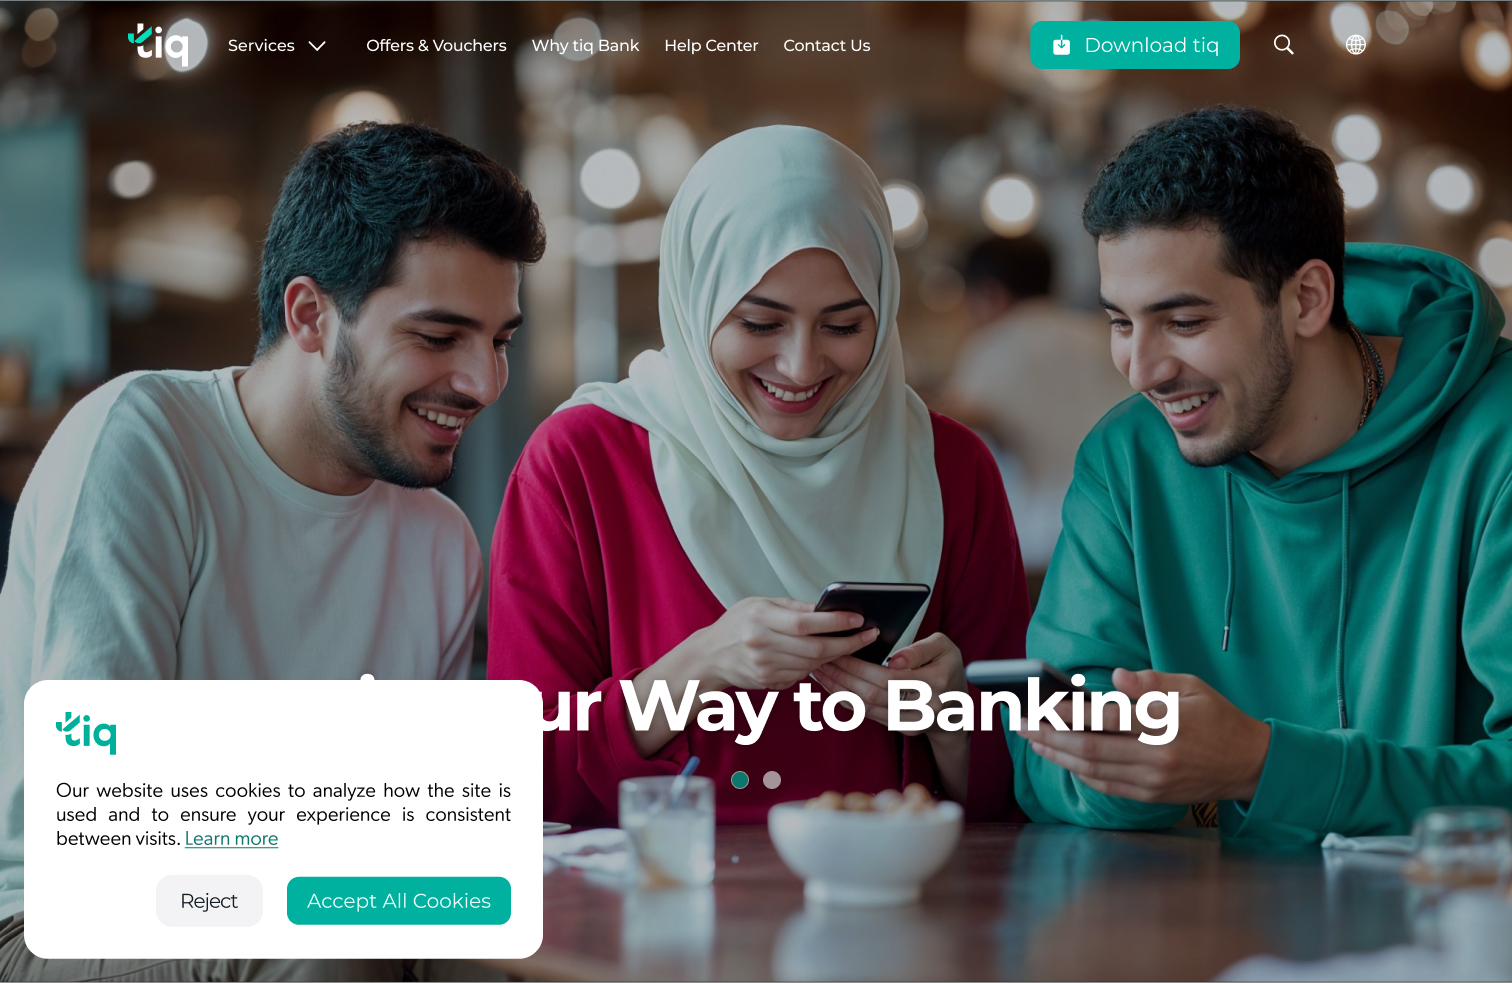 tiq
Services
Offers & Vouchers
Why tiq Bank
Help Center
Contact Us
Download tiq
Way to Banking
tiq
Our website uses cookies to analyze how the site is
used and to ensure your experience is consistent
between visits. Learn more
Reject
Accept All Cookies